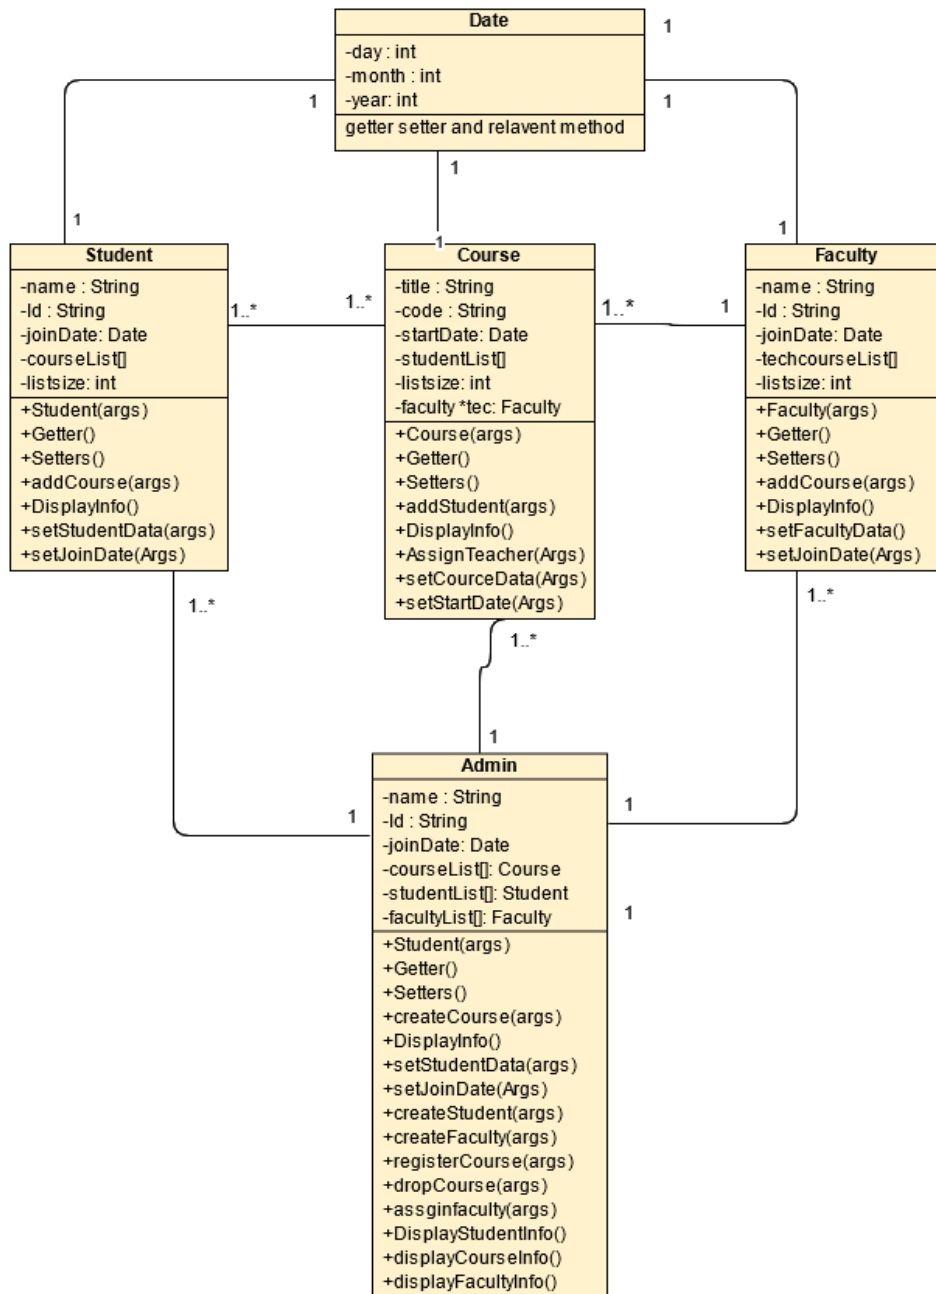 Date
1
-day : int
-month : int
-year: int
1
1
getter setter and relavent method
1
1
1
1
Student
-name : String
-Id : String
-joinDate: Date
-courseList[]
-listsize: int
+Student(args)
+Getter()
+Setters()
+addCourse(args)
+DisplayInfo()
+setStudentData(args)
+setJoinDate(Args)
1..*
1..*
Course
-title : String
-code : String
-startDate: Date
-studentList[]
-listsize: int
-faculty *tec: Faculty
+Course(args)
+Getter()
+Setters()
+addStudent(args)
+DisplayInfo()
+AssignTeacher(Args)
+setCourceData(Args)
+setStartDate(Args)
1..*
1
Faculty
-name : String
-Id : String
-joinDate: Date
-techcourseList[]
-listsize: int
+Faculty(args)
+Getter()
+Setters()
+addCourse(args)
+DisplayInfo()
+setFacultyData()
+setJoinDate(Args)
1..*
1..*
1..*
1
1
1
Admin
-name : String
-Id : String
-joinDate: Date
-courseList[]: Course
-studentList[]: Student
-facultyList[]: Faculty
1
+Student(args)
+Getter()
+Setters()
+createCourse(args)
+DisplayInfo()
+setStudentData(args)
+setJoinDate(Args)
+createStudent(args)
+createFaculty(args)
+registerCourse(args)
+dropCourse(args)
+assginfaculty(args)
+DisplayStudentInfo()
+displayCourseInfo()
+displayFacultyInfo()